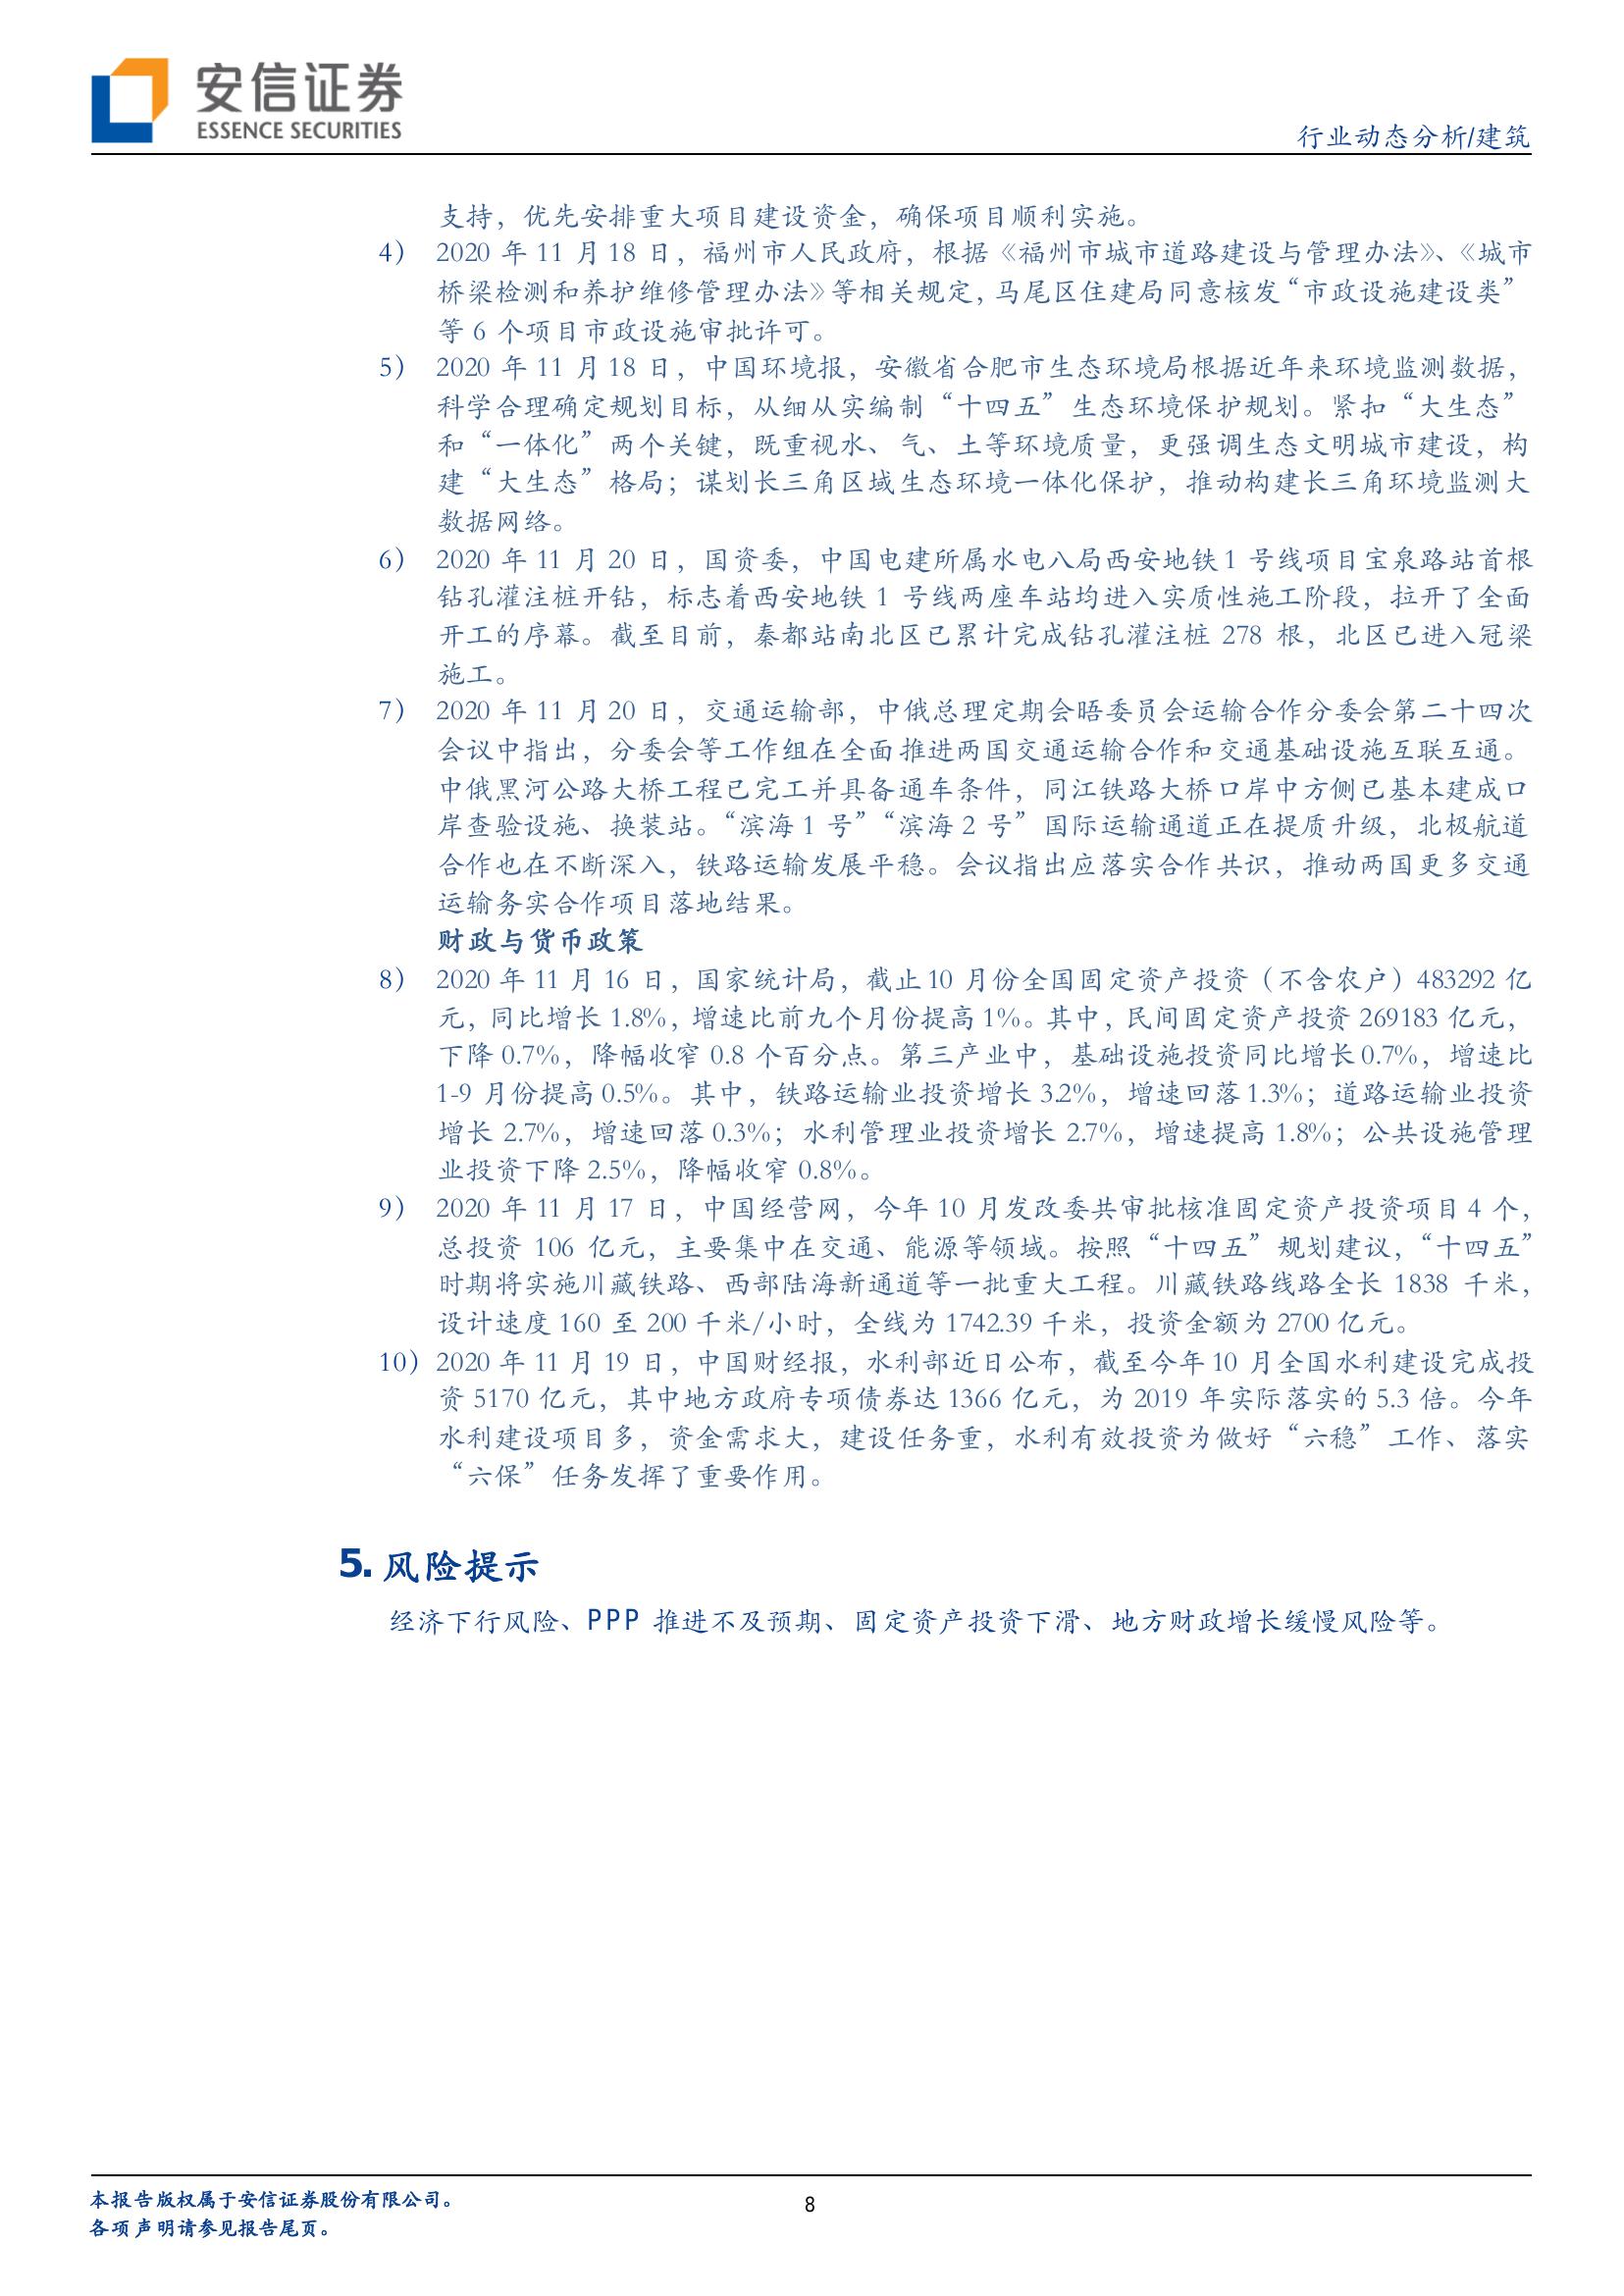 安信证券
ESSENCE SECURITIES
行业动态分析/建筑
支持，优先安排重大项目建设资金，确保项目顺利实施。
4） 2020 年 11 月 18 日，福州市人民政府，根据《福州市城市道路建设与管理办法》、《城市
桥梁检测和养护维修管理办法》等相关规定，马尾区住建局同意核发“市政设施建设类”
等 6 个项目市政设施审批许可。
5） 2020 年 11 月 18 日，中国环境报，安徽省合肥市生态环境局根据近年来环境监测数据，
科学合理确定规划目标，从细从实编制“十四五”生态环境保护规划。紧扣“大生态”
和“一体化”两个关键，既重视水、气、土等环境质量，更强调生态文明城市建设，构
建“大生态”格局；谋划长三角区域生态环境一体化保护，推动构建长三角环境监测大
数据网络。
6） 2020 年 11 月 20 日，国资委，中国电建所属水电八局西安地铁 1 号线项目宝泉路站首根
钻孔灌注桩开钻，标志着西安地铁 1 号线两座车站均进入实质性施工阶段，拉开了全面
开工的序幕。截至目前，秦都站南北区已累计完成钻孔灌注桩 278 根，北区已进入冠梁
施工。
7） 2020 年 11 月 20 日，交通运输部，中俄总理定期会晤委员会运输合作分委会第二十四次
会议中指出，分委会等工作组在全面推进两国交通运输合作和交通基础设施互联互通。
中俄黑河公路大桥工程已完工并具备通车条件，同江铁路大桥口岸中方侧已基本建成口
岸查验设施、换装站。“滨海 1 号”“滨海 2 号”国际运输通道正在提质升级，北极航道
合作也在不断深入，铁路运输发展平稳。会议指出应落实合作共识，推动两国更多交通
运输务实合作项目落地结果。
财政与货币政策
8） 2020 年 11 月 16 日，国家统计局，截止 10 月份全国固定资产投资（不含农户）483292 亿
元，同比增长 1.8%，增速比前九个月份提高 1%。其中，民间固定资产投资 269183 亿元，
下降 0.7%，降幅收窄 0.8 个百分点。第三产业中，基础设施投资同比增长 0.7%，增速比
1-9 月份提高 0.5%。其中，铁路运输业投资增长 3.2%，增速回落 1.3%；道路运输业投资
增长 2.7%，增速回落 0.3%；水利管理业投资增长 2.7%，增速提高 1.8%；公共设施管理
业投资下降 2.5%，降幅收窄 0.8%。
9） 2020 年 11 月 17 日，中国经营网，今年 10 月发改委共审批核准固定资产投资项目 4 个，
总投资 106 亿元，主要集中在交通、能源等领域。按照“十四五”规划建议，“十四五”
时期将实施川藏铁路、西部陆海新通道等一批重大工程。川藏铁路线路全长 1838 千米，
设计速度 160 至 200 千米/小时，全线为 1742.39 千米，投资金额为 2700 亿元。
10） 2020 年 11 月 19 日，中国财经报，水利部近日公布，截至今年 10 月全国水利建设完成投
资 5170 亿元，其中地方政府专项债券达 1366 亿元，为 2019 年实际落实的 5.3 倍。今年
水利建设项目多，资金需求大，建设任务重，水利有效投资为做好“六稳”工作、落实
“六保”任务发挥了重要作用。
5. 风险提示
经济下行风险、PPP 推进不及预期、固定资产投资下滑、地方财政增长缓慢风险等。
本报告版权属于安信证券股份有限公司。
各项声明请参见报告尾页。
8